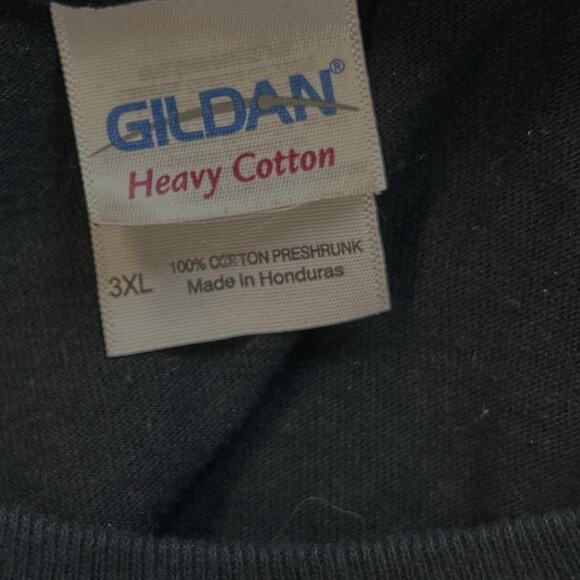 GILDAN®
Heavy Cotton
3XL
100% COTTON PRESHRUNK
Made in Honduras